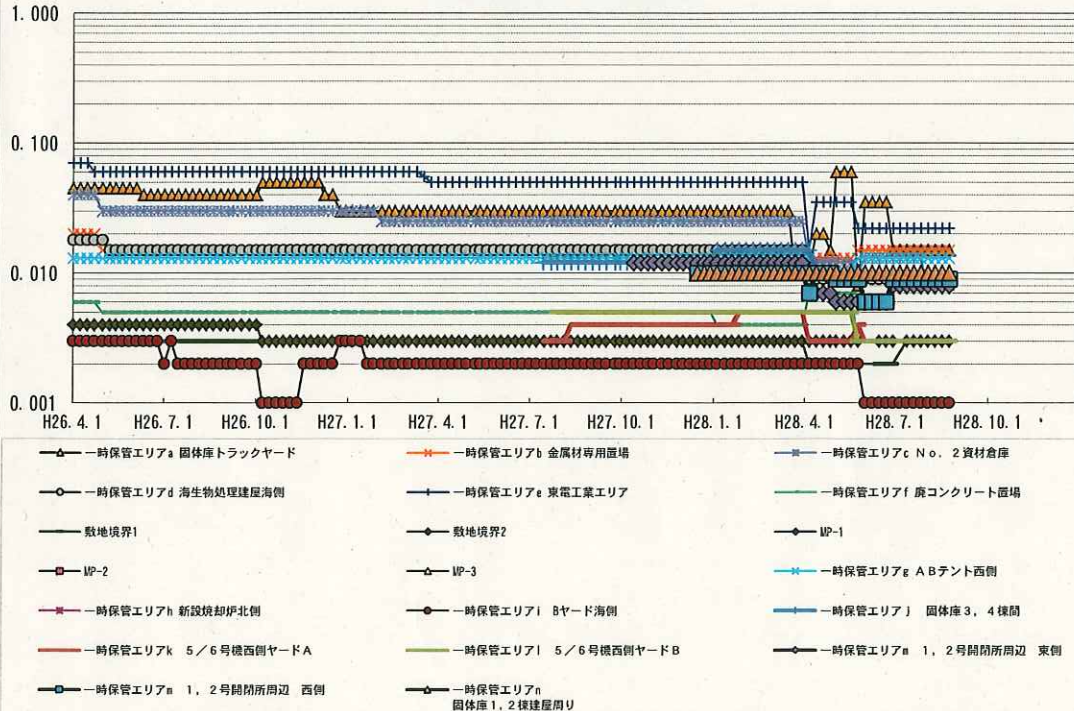 1.000
0.100
0.010
0.001
H26. 4. 1 H26. 7. 1 H26. 10. 1 H27. 1. 1 H27. 4. 1 H27. 7. 1 H27. 10. 1 H28. 1. 1 H28. 4. 1 H28. 7. 1 H28. 10. 1
一時保管エリアa 固体庫トラックヤード 一時保管エリアb 金属材専用置場 一時保管エリアc No. 2資材倉庫
一時保管エリアd 海生物処理建屋海側 一時保管エリアe 東電工業エリア 一時保管エリアf 廃コンクリート置場
敷地境界1 敷地境界2 MP-1
MP-2 MP-3 一時保管エリアg ABテント西側
一時保管エリアh 新設焼却炉北側 一時保管エリアi Bヤード海側 一時保管エリアj 固体庫3, 4棟間
一時保管エリアk 5/6号機西側ヤードA 一時保管エリアl 5/6号機西側ヤードB 一時保管エリアm 1, 2号開閉所周辺 東側
一時保管エリアm 1, 2号開閉所周辺 西側 一時保管エリアn
固体庫1, 2棟建屋周り